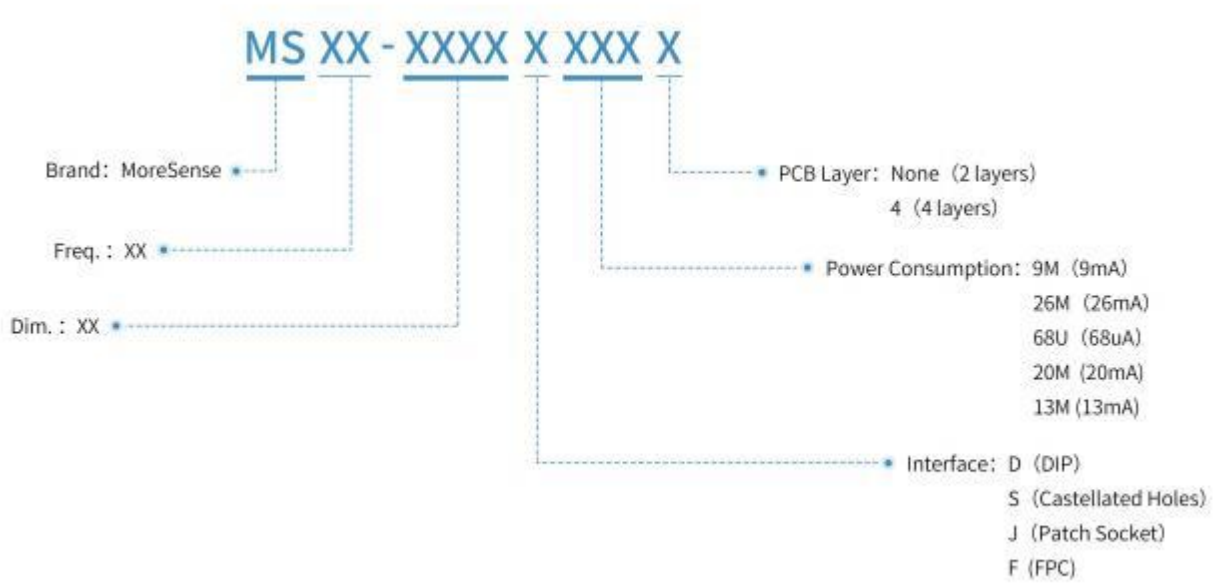 MS XX - XXXX X XXX X
Brand：MoreSense
PCB Layer：None（2 layers）
4（4 layers）
Freq.：XX
Power Consumption：9M（9mA）
26M（26mA）
68U（68uA）
20M (20mA)
13M (13mA)
Dim.：XX
Interface：D（DIP）
S（Castellated Holes）
J（Patch Socket）
F (FPC)